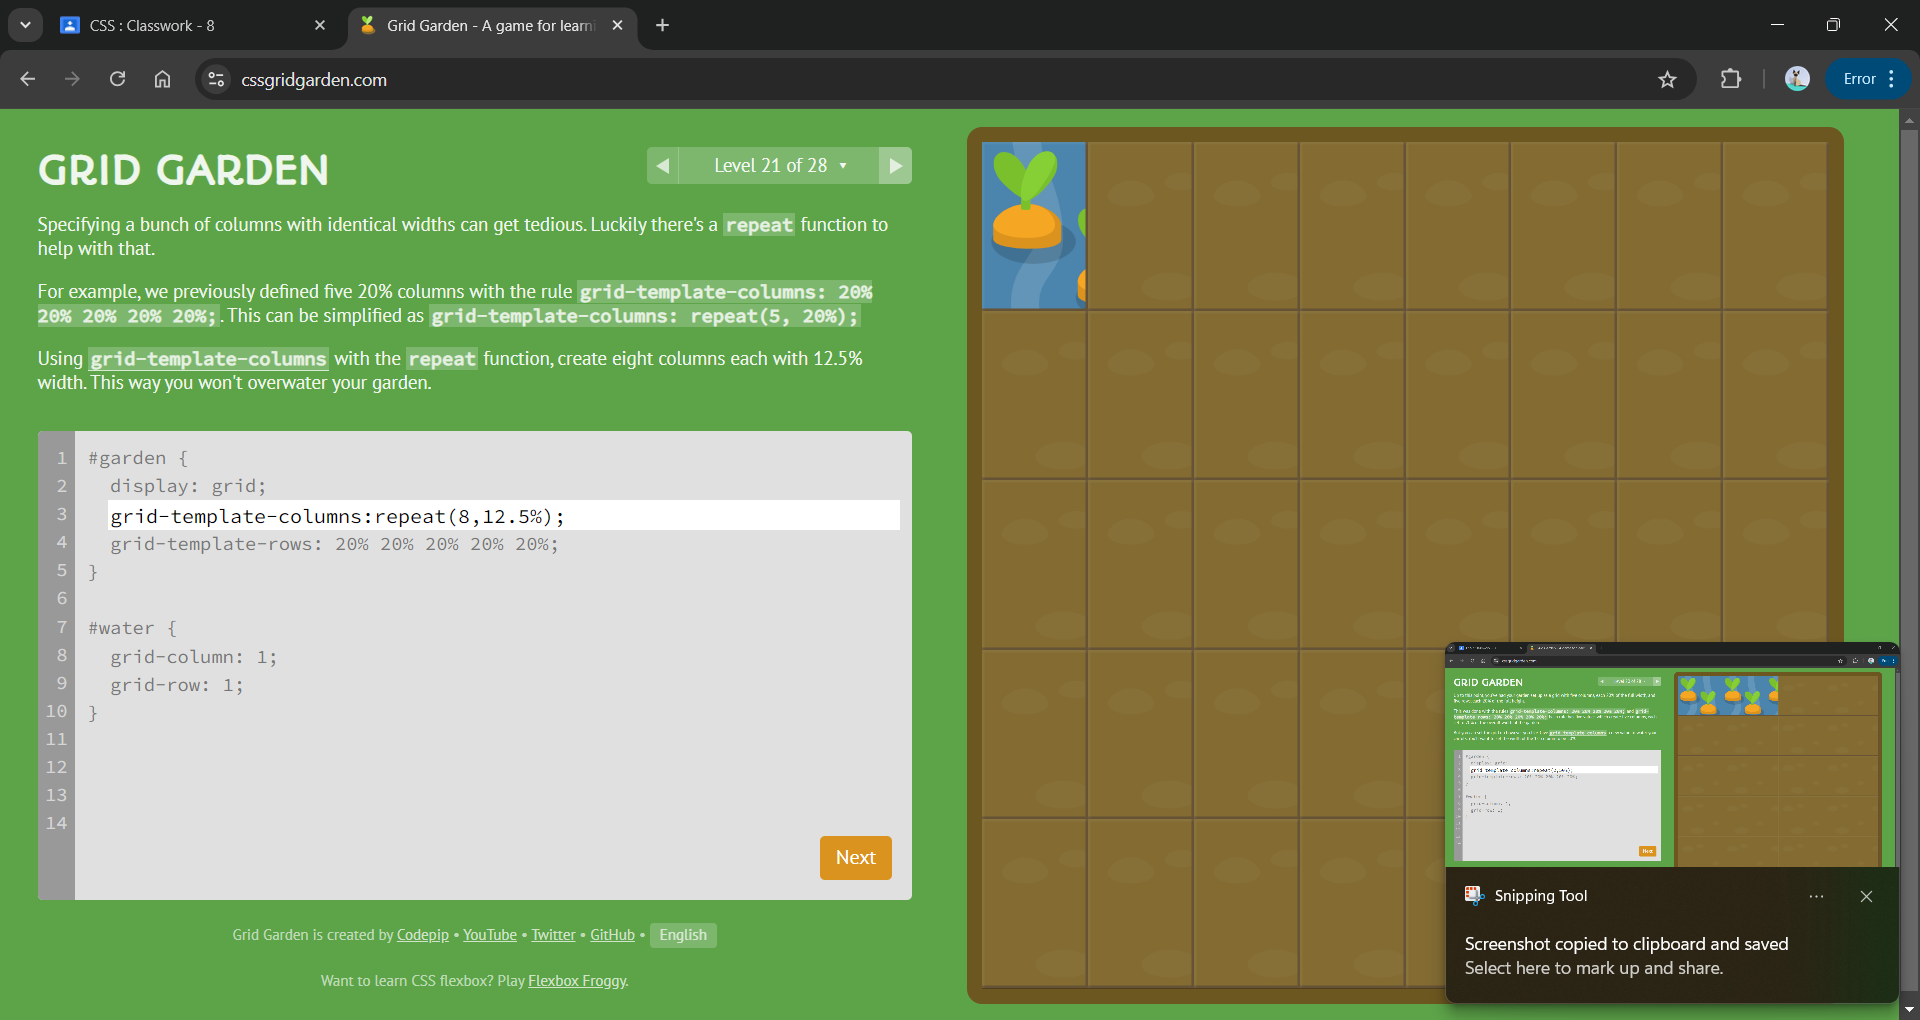 CSS : Classwork - 8
Grid Garden - A game for learni
cssgridgarden.com
Error
GRID GARDEN
Level 21 of 28
Specifying a bunch of columns with identical widths can get tedious. Luckily there's a repeat function to
help with that.
For example, we previously defined five 20% columns with the rule grid-template-columns: 20%
20% 20% 20% 20%;. This can be simplified as grid-template-columns: repeat(5, 20%);
Using grid-template-columns with the repeat function, create eight columns each with 12.5%
width. This way you won't overwater your garden.
1 #garden {
2 display: grid;
3 grid-template-columns:repeat(8,12.5%);
4 grid-template-rows: 20% 20% 20% 20% 20%;
5 }
6
7 #water {
8 grid-column: 1;
9 grid-row: 1;
10 }
11
12
13
14
Next
Grid Garden is created by Codepip • YouTube • Twitter • GitHub • English
Want to learn CSS flexbox? Play Flexbox Froggy.
GRID GARDEN
Snipping Tool
Screenshot copied to clipboard and saved
Select here to mark up and share.